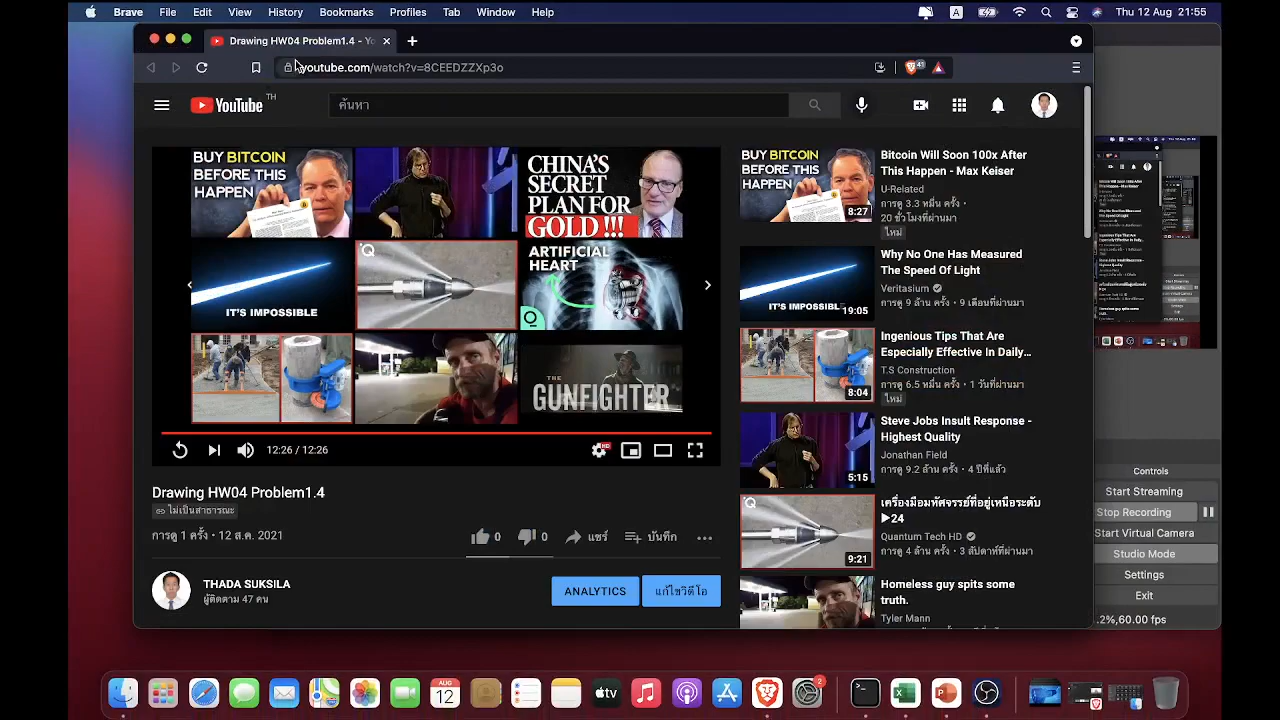 Brave File Edit View History Bookmarks Profiles Tab Window Help
A
Thu 12 Aug 21:55
Drawing HW04 Problem1.4 - Yo
youtube.com/watch?v=8CEEDZZXp3o
41
YouTube TH
ค้นหา
BUY BITCOIN
BEFORE THIS
HAPPEN
CHINA'S
SECRET
PLAN FOR
GOLD !!!
IT'S IMPOSSIBLE
Q
ARTIFICIAL
HEART
THE
GUNFIGHTER
12:26 / 12:26
HD
Drawing HW04 Problem1.4
ไม่เป็นสาธารณะ
การดู 1 ครั้ง • 12 ส.ค. 2021
0
0
แชร์
บันทึก
THADA SUKSILA
ผู้ติดตาม 47 คน
ANALYTICS
แก้ไขวิดีโอ
BUY BITCOIN
BEFORE THIS
HAPPEN
8:27
Bitcoin Will Soon 100x After
This Happen - Max Keiser
U-Related
การดู 3.3 หมื่น ครั้ง •
20 ชั่วโมงที่ผ่านมา
ใหม่
IT'S IMPOSSIBLE
19:05
Why No One Has Measured
The Speed Of Light
Veritasium
9 เดือนที่ผ่านมา
8:04
Ingenious Tips That Are
Especially Effective In Daily...
T.S Construction
การดู 6.5 หมื่น ครั้ง • 1 วันที่ผ่านมา
ใหม่
5:15
Steve Jobs Insult Response -
Highest Quality
Jonathan Field
การดู 9.2 ล้าน ครั้ง • 4 ปีที่แล้ว
Q
9:21
เครื่องมือมหัศจรรย์ที่อยู่เหนือระดับ
▶24
Quantum Tech HD
การดู 4 ล้าน ครั้ง • 3 สัปดาห์ที่ผ่านมา
Homeless guy spits some
truth.
Tyler Mann
Controls
Start Streaming
Stop Recording
Start Virtual Camera
Studio Mode
Settings
Exit
.2%,60.00 fps
AUG
12
tv
2